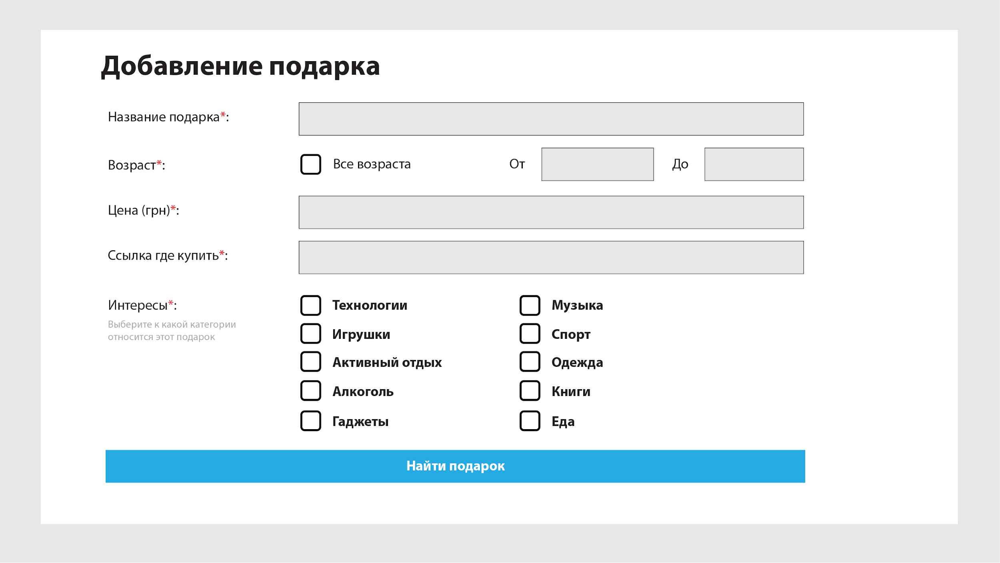 Добавление подарка
Название подарка*:
Возраст*:
Все возраста
От
До
Цена (грн)*:
Ссылка где купить*:
Интересы*:
Выберите к какой категории
относится этот подарок
Технологии
Музыка
Игрушки
Спорт
Активный отдых
Одежда
Алкоголь
Книги
Гаджеты
Еда
Найти подарок